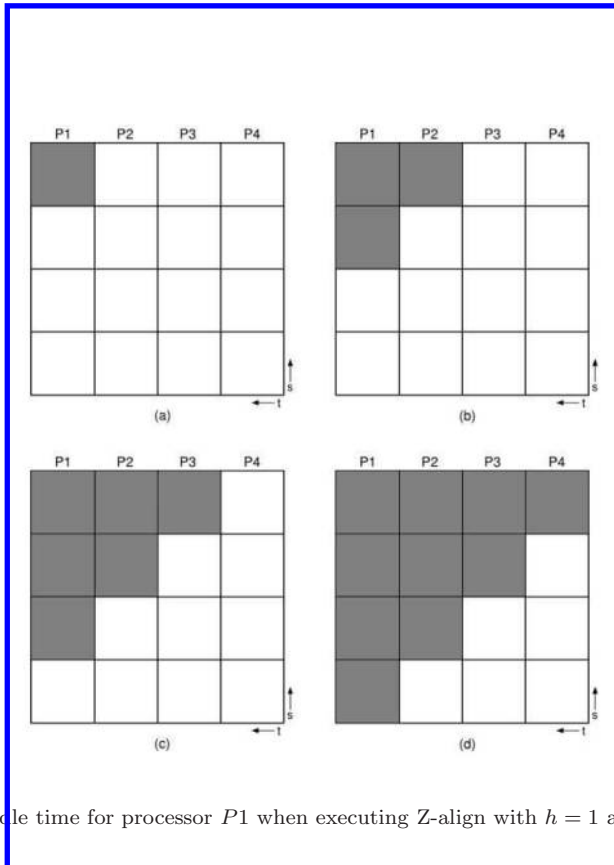 P1 P2 P3 P4
s
t
(a)
P1 P2 P3 P4
s
t
(b)
P1 P2 P3 P4
s
t
(c)
P1 P2 P3 P4
s
t
(d)
time for processor P1 when executing Z-align with h = 1